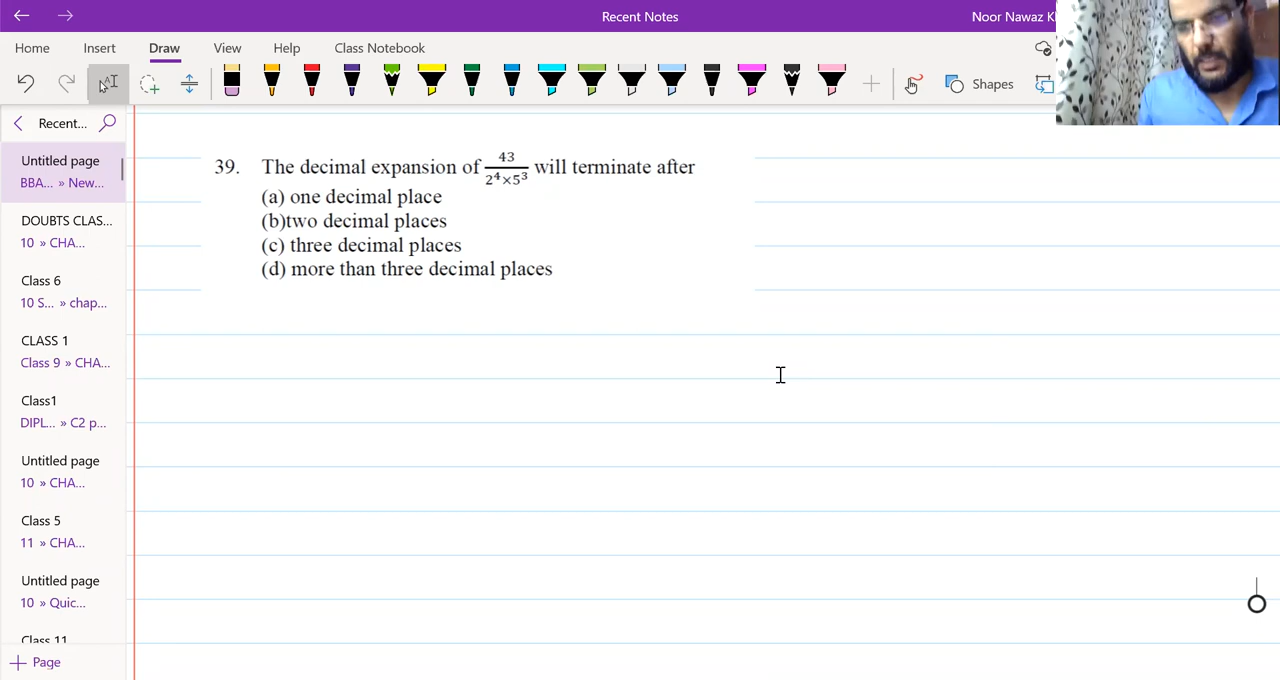 Recent Notes
Noor Nawaz Kh
Home Insert Draw View Help Class Notebook
Shapes
Recent...
Untitled page
BBA... » New...
DOUBTS CLAS...
10 » CHA...
Class 6
10 S... » chap...
CLASS 1
Class 9 » CHA...
Class1
DIPL... » C2 p...
Untitled page
10 » CHA...
Class 5
11 » CHA...
Untitled page
10 » Quic...
Class 11
+ Page
39. The decimal expansion of 43/2⁴×5³ will terminate after
(a) one decimal place
(b)two decimal places
(c) three decimal places
(d) more than three decimal places